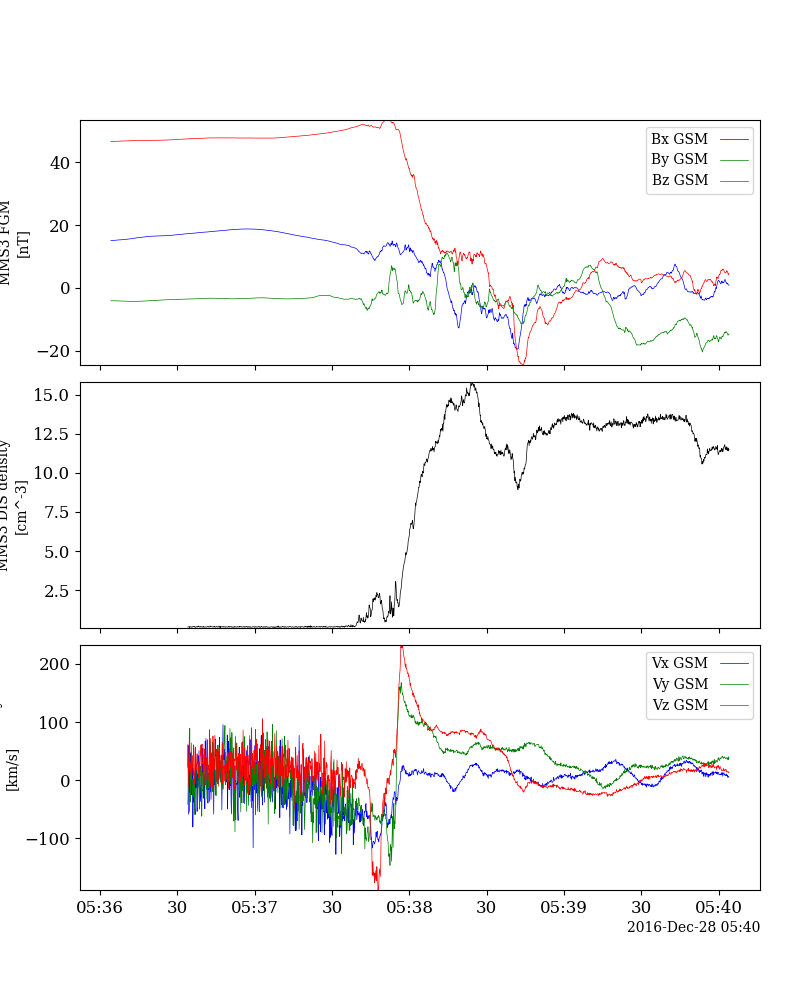 MMS3 FGM
[nT]
40
20
0
−20
Bx GSM
By GSM
Bz GSM
MMS3 DIS density
[cm^-3]
15.0
12.5
10.0
7.5
5.0
2.5
[km/s]
200
100
0
−100
Vx GSM
Vy GSM
Vz GSM
05:36 30 05:37 30 05:38 30 05:39 30 05:40
2016-Dec-28 05:40